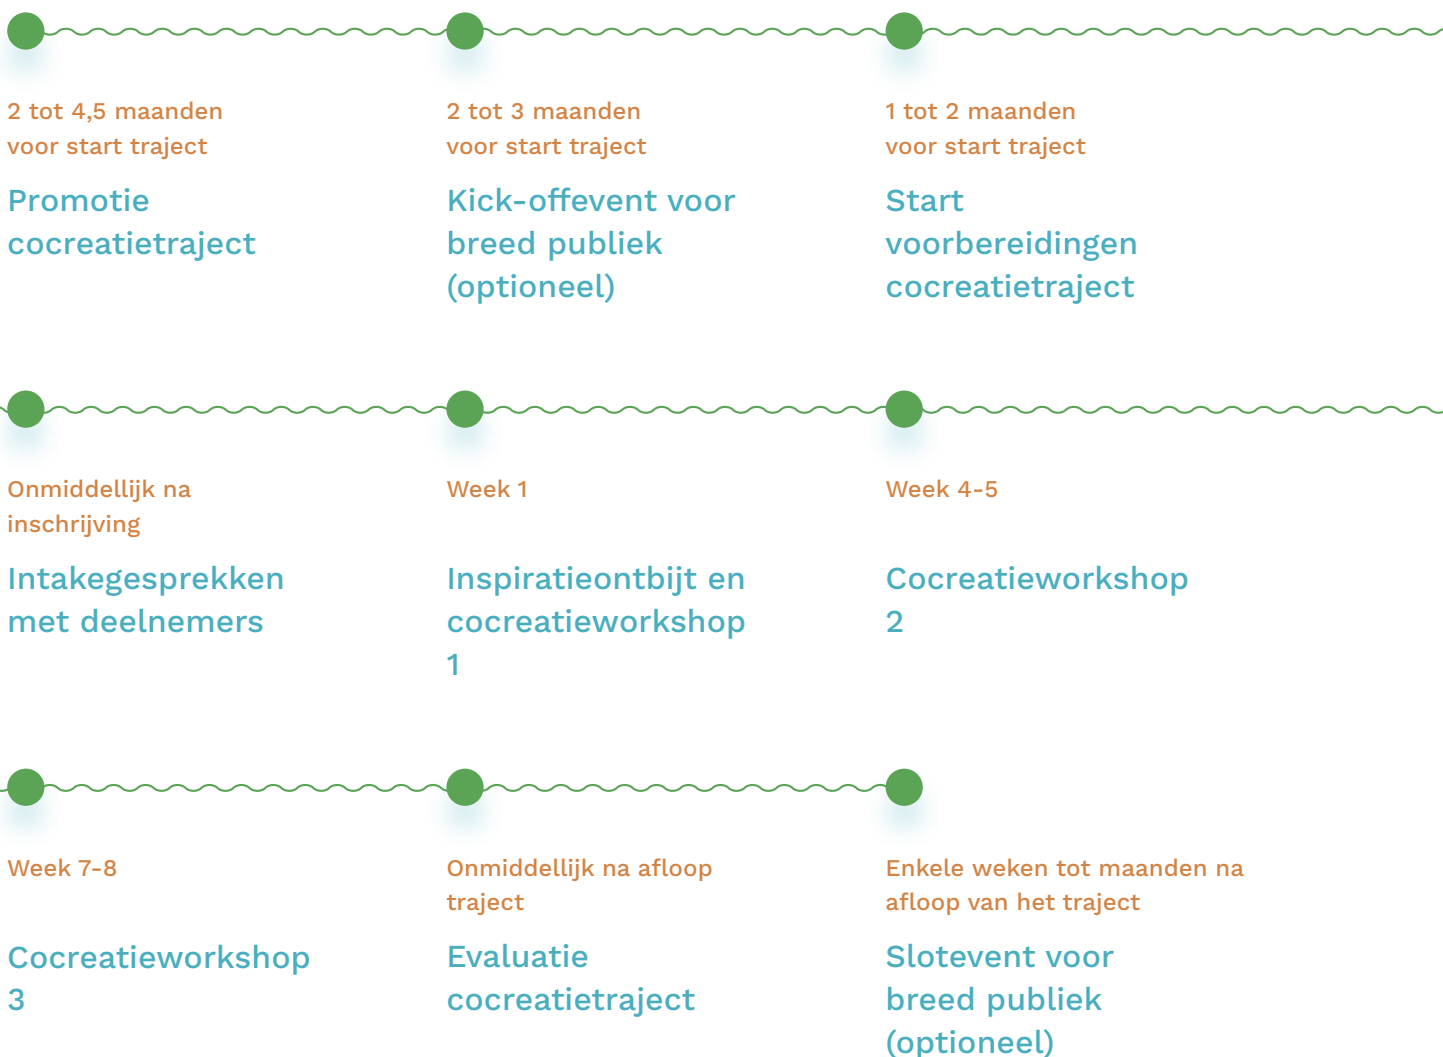 2 tot 4,5 maanden
voor start traject
Promotie
cocreatietraject
2 tot 3 maanden
voor start traject
Kick-offevent voor
breed publiek
(optioneel)
1 tot 2 maanden
voor start traject
Start
voorbereidingen
cocreatietraject
Onmiddellijk na
inschrijving
Intakegesprekken
met deelnemers
Week 1
Inspiratieontbijt en
cocreatieworkshop
1
Week 4-5
Cocreatieworkshop
2
Week 7-8
Cocreatieworkshop
3
Onmiddellijk na afloop
traject
Evaluatie
cocreatietraject
Enkele weken tot maanden na
afloop van het traject
Slotevent voor
breed publiek
(optioneel)